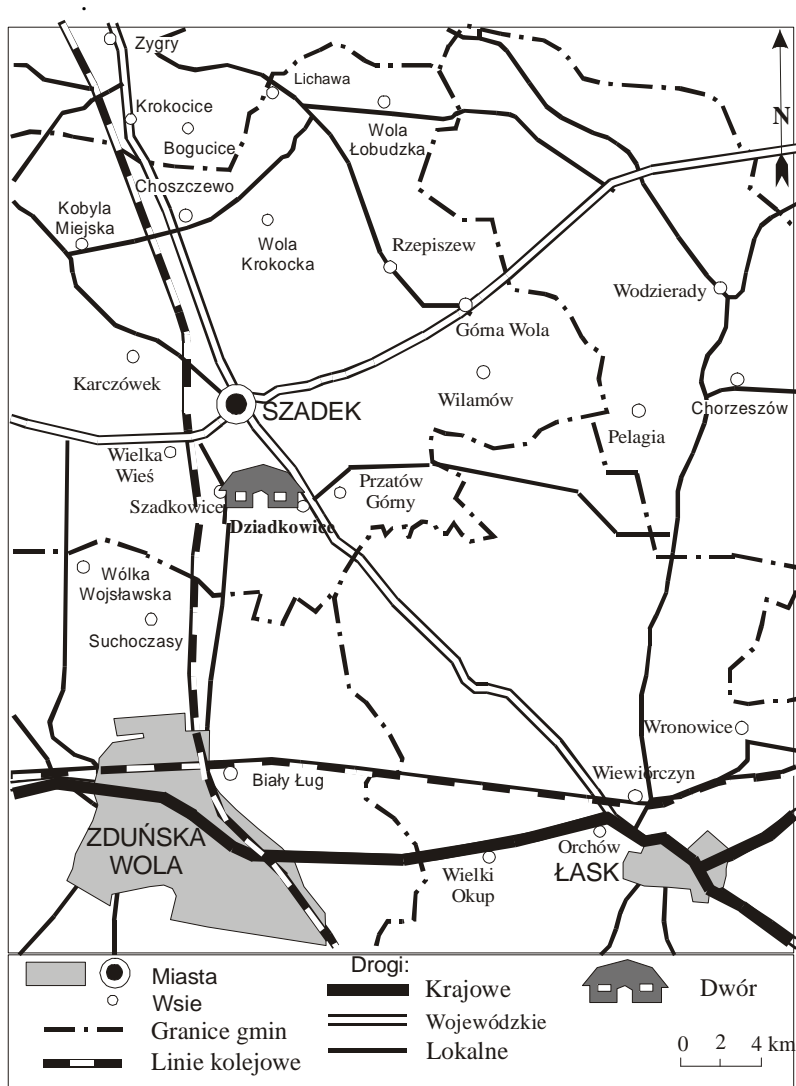 Zygry
Lichawa
Krokocice
Bogucice
Wola
Łobudzka
N
Choszczewo
Kobyla
Miejska
Wola
Krokocka
Rzepiszew
Wodzierady
Górna Wola
Karczówek
Wilamów
Chorzeszów
SZADEK
Pelagia
Wielka
Wieś
Szadkowice
Przatów
Górny
Dziadkowice
Wólka
Wojsławska
Suchoczasy
Wronowice
Biały Ług
Wiewiórczyn
ZDUŃSKA
WOLA
Orchów
Wielki
Okup
ŁASK
Miasta
Wsie
Granice gmin
Linie kolejowe
Drogi:
Krajowe
Wojewódzkie
Lokalne
Dwór
0 2 4 km